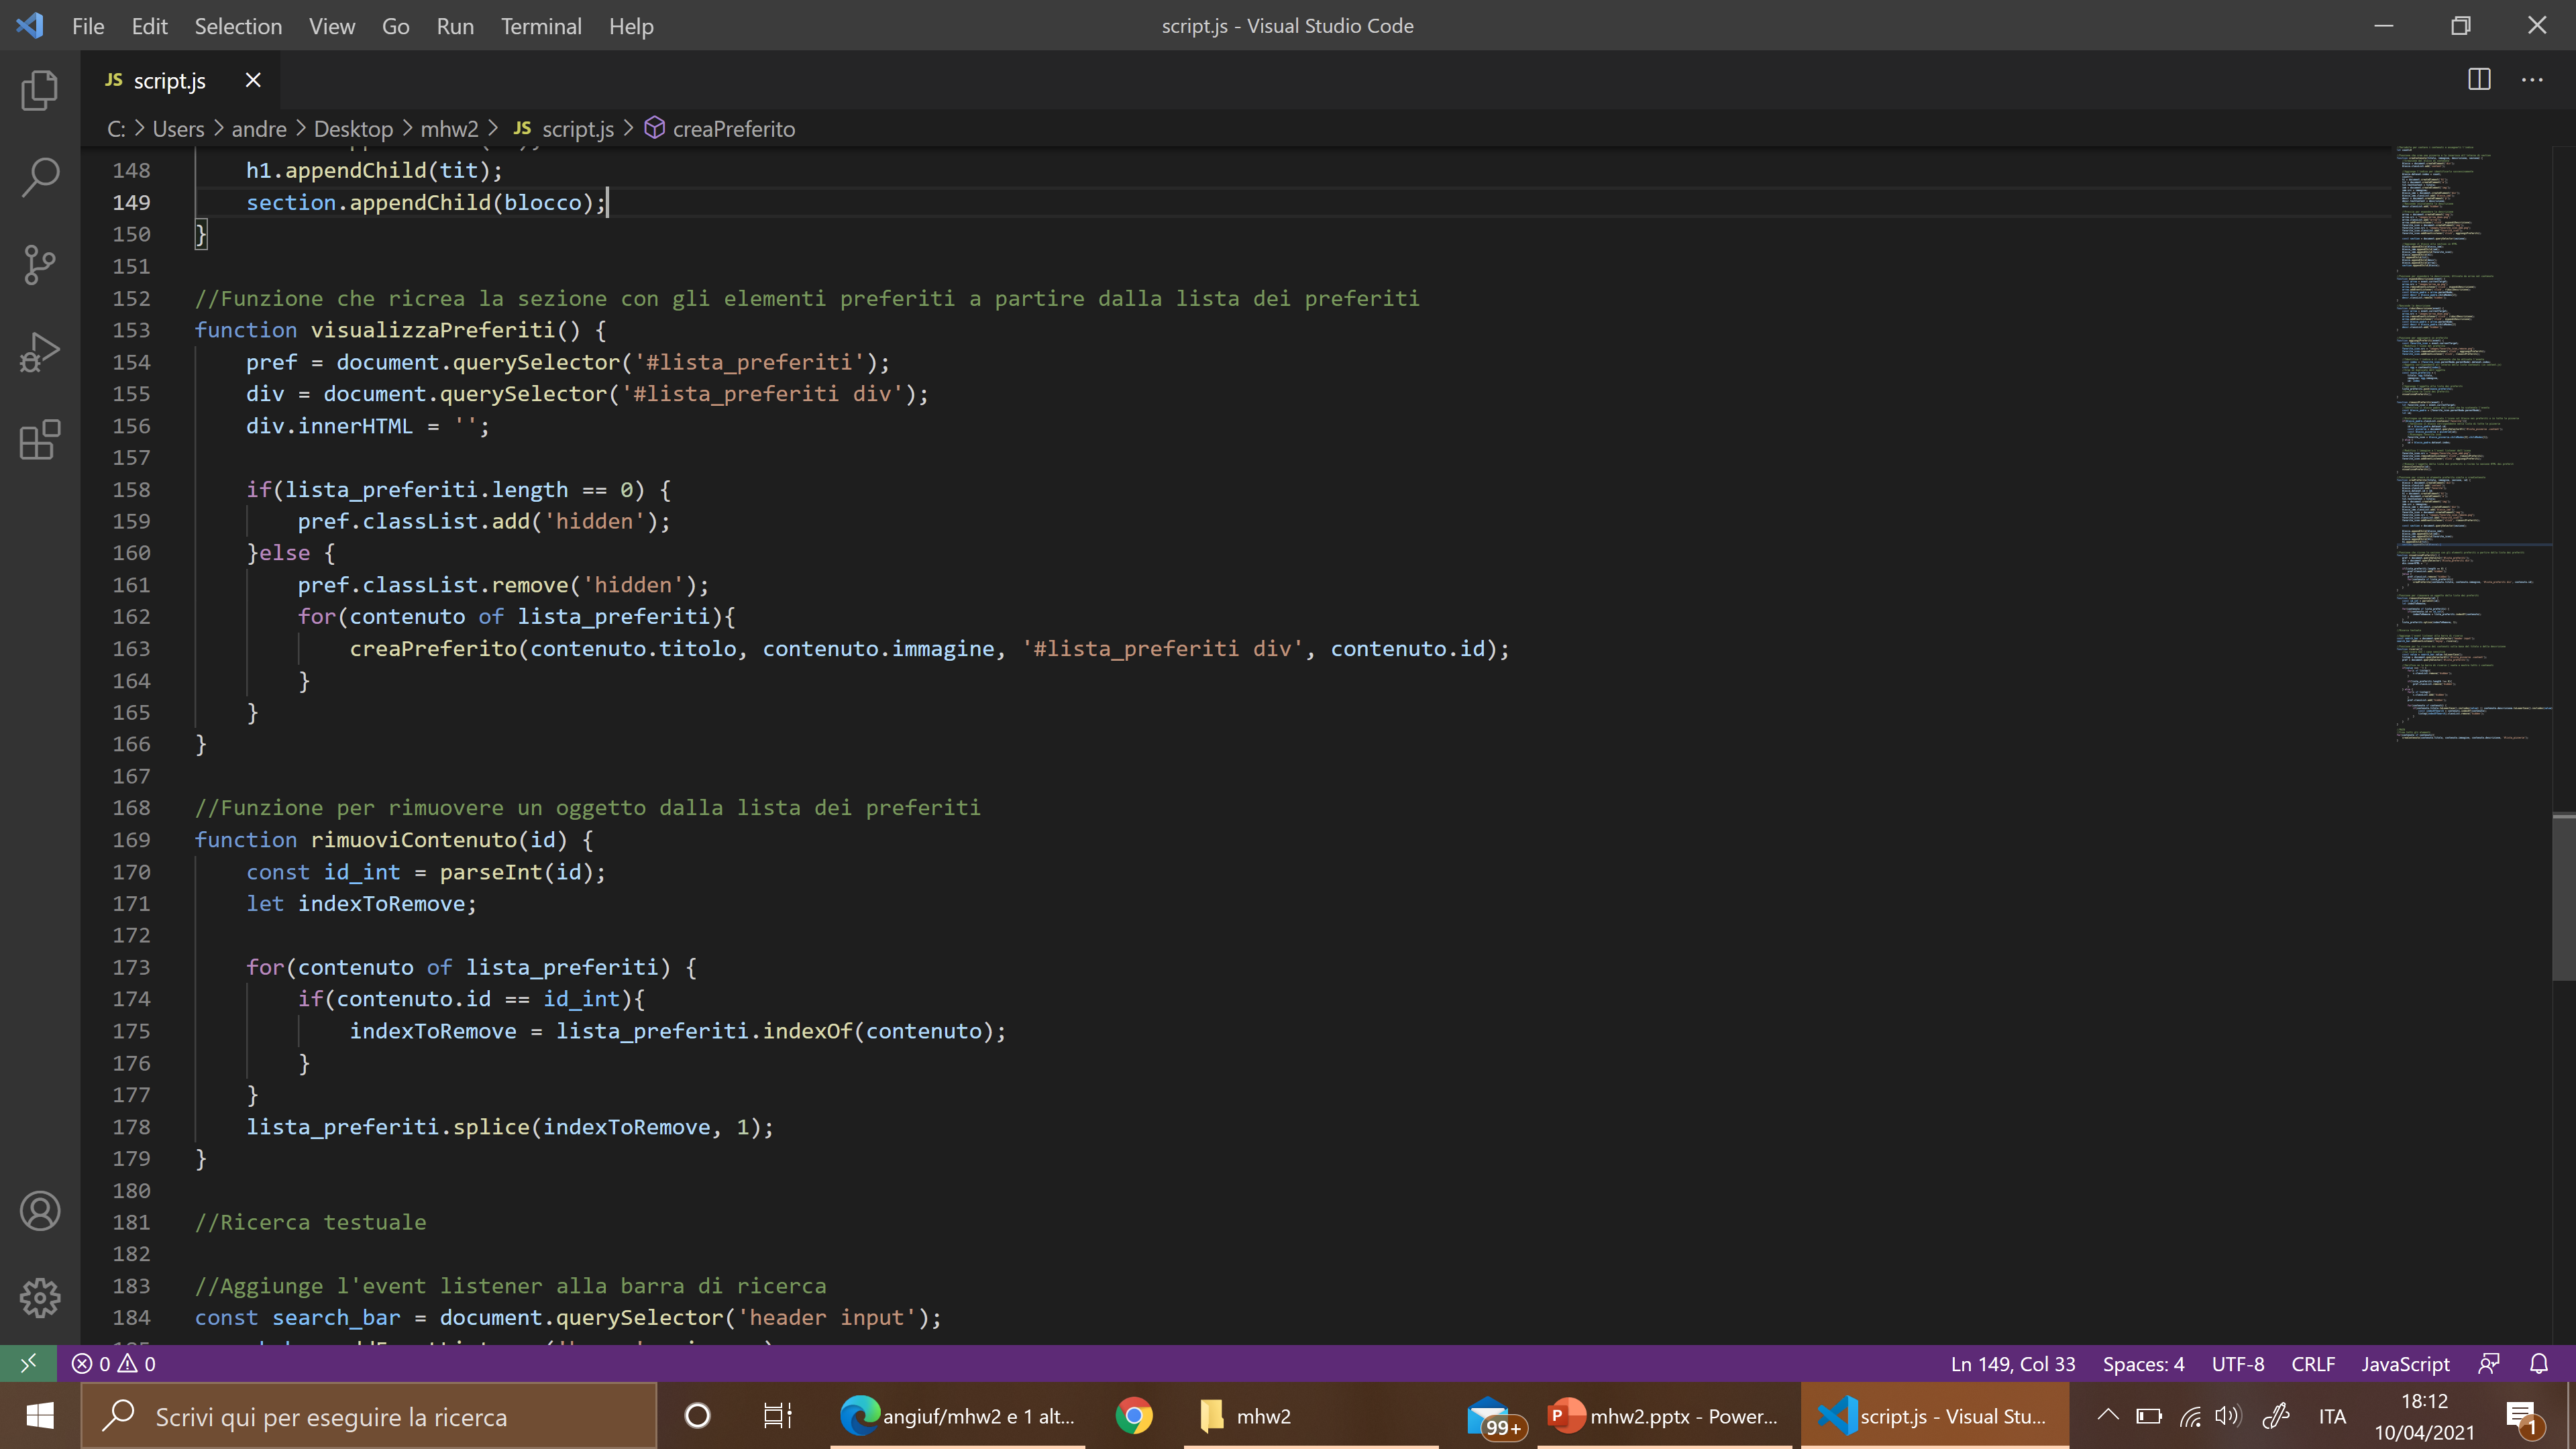 File Edit Selection View Go Run Terminal Help
script.js - Visual Studio Code
JS script.js
C: > Users > andre > Desktop > mhw2 > JS script.js > creaPreferito
148 h1.appendChild(tit);
149 section.appendChild(blocco);
150 }
151
152 //Funzione che ricrea la sezione con gli elementi preferiti a partire dalla lista dei preferiti
153 function visualizzaPreferiti() {
154 pref = document.querySelector('#lista_preferiti');
155 div = document.querySelector('#lista_preferiti div');
156 div.innerHTML = '';
157
158 if(lista_preferiti.length == 0) {
159 pref.classList.add('hidden');
160 }else {
161 pref.classList.remove('hidden');
162 for(contenuto of lista_preferiti){
163 creaPreferito(contenuto.titolo, contenuto.immagine, '#lista_preferiti div', contenuto.id);
164 }
165 }
166 }
167
168 //Funzione per rimuovere un oggetto dalla lista dei preferiti
169 function rimuoviContenuto(id) {
170 const id_int = parseInt(id);
171 let indexToRemove;
172
173 for(contenuto of lista_preferiti) {
174 if(contenuto.id == id_int){
175 indexToRemove = lista_preferiti.indexOf(contenuto);
176 }
177 }
178 lista_preferiti.splice(indexToRemove, 1);
179 }
180
181 //Ricerca testuale
182
183 //Aggiunge l'event listener alla barra di ricerca
184 const search_bar = document.querySelector('header input');
0 0
Ln 149, Col 33 Spaces: 4 UTF-8 CRLF JavaScript
Scrivi qui per eseguire la ricerca
angiuf/mhw2 e 1 alt...
mhw2
99+
mhw2.pptx - Power...
script.js - Visual Stu...
ITA
18:12
10/04/2021
1